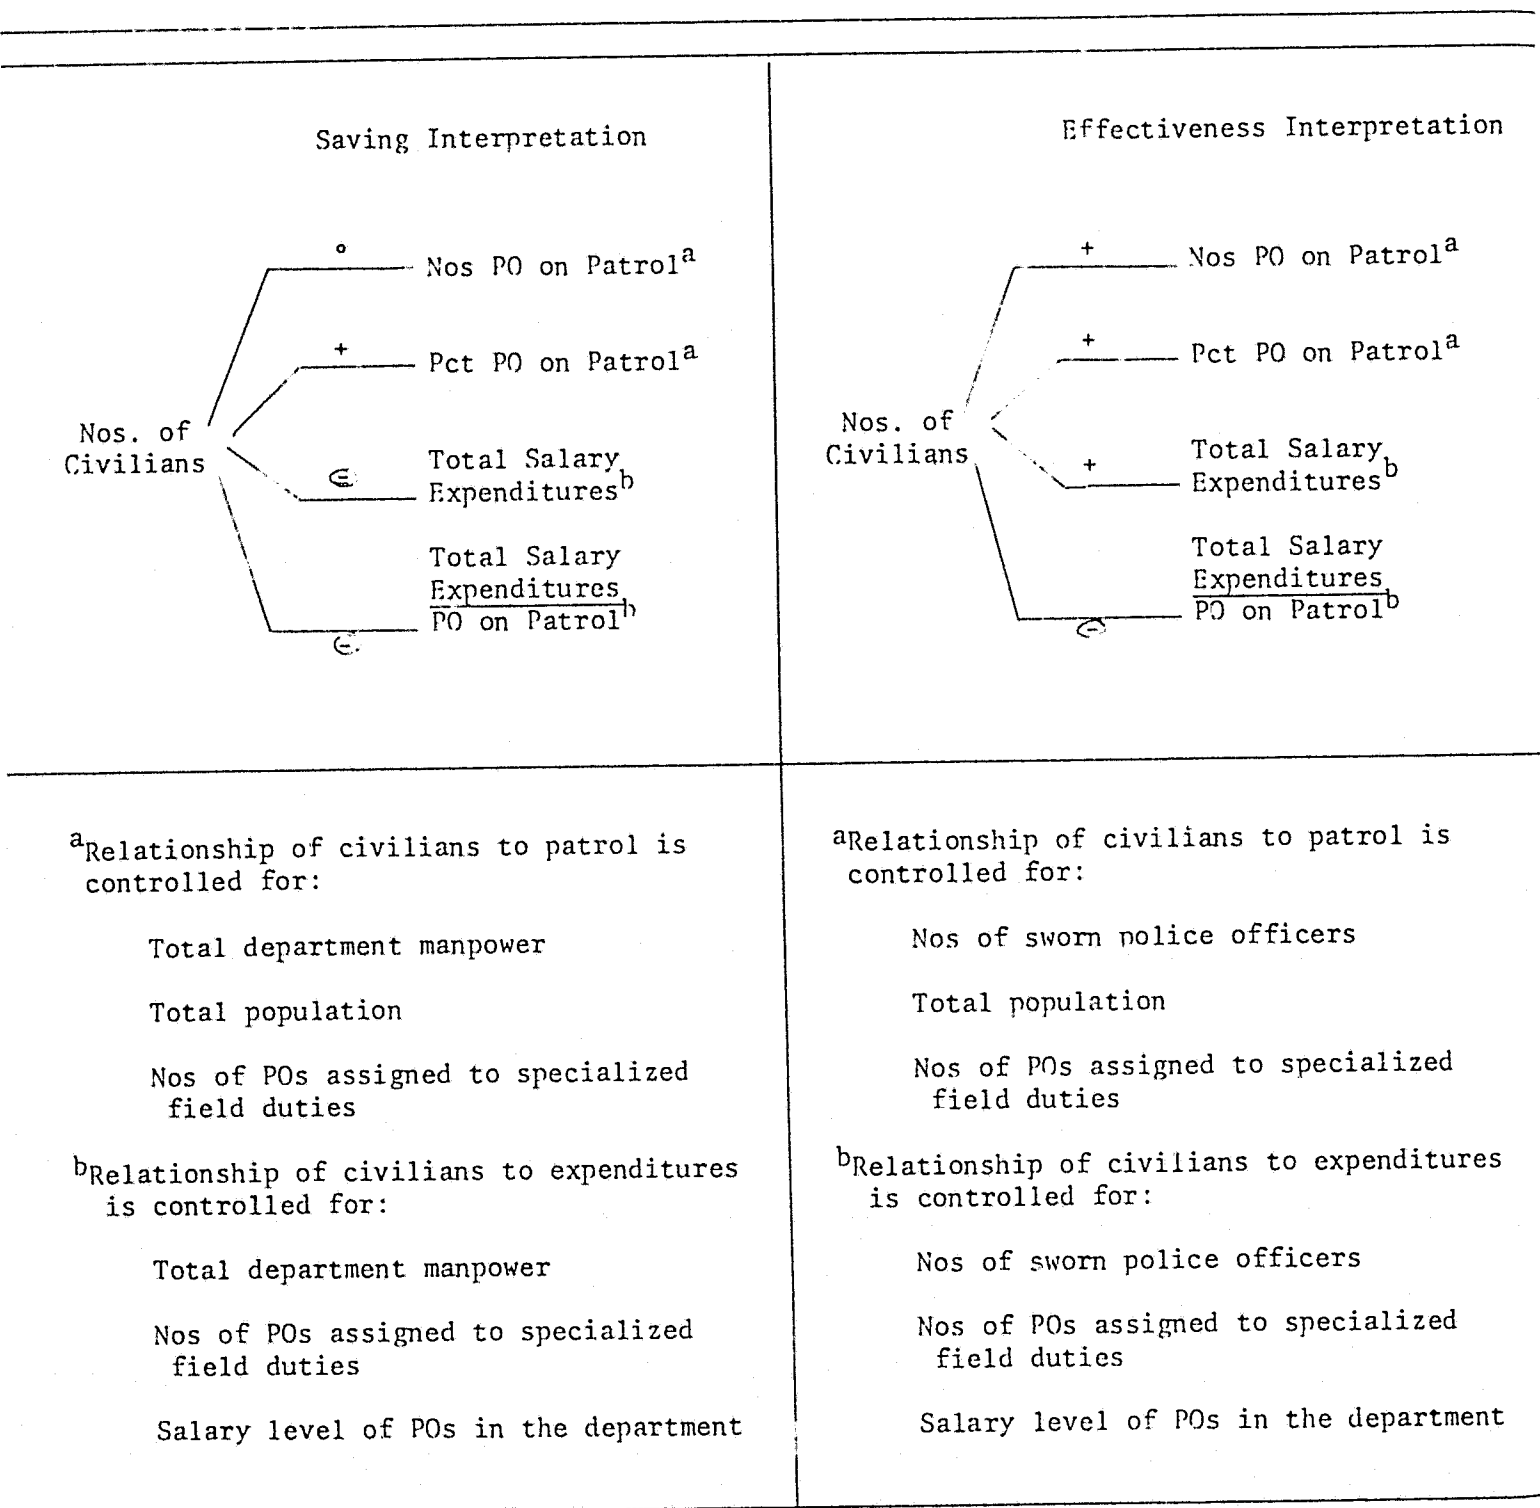 Saving Interpretation
o
Nos PO on Patrolᵃ
+
Pct PO on Patrolᵃ
Nos. of
Civilians
⊖
Total Salary
Expendituresᵇ
Total Salary
Expenditures
PO on Patrolᵇ
⊖
Effectiveness Interpretation
+
Nos PO on Patrolᵃ
+
Pct PO on Patrolᵃ
Nos. of
Civilians
+
Total Salary
Expendituresᵇ
Total Salary
Expenditures
PO on Patrolᵇ
⊖
ᵃRelationship of civilians to patrol is
controlled for:
Total department manpower
Total population
Nos of POs assigned to specialized
field duties
ᵇRelationship of civilians to expenditures
is controlled for:
Total department manpower
Nos of POs assigned to specialized
field duties
Salary level of POs in the department
ᵃRelationship of civilians to patrol is
controlled for:
Nos of sworn police officers
Total population
Nos of POs assigned to specialized
field duties
ᵇRelationship of civilians to expenditures
is controlled for:
Nos of sworn police officers
Nos of POs assigned to specialized
field duties
Salary level of POs in the department